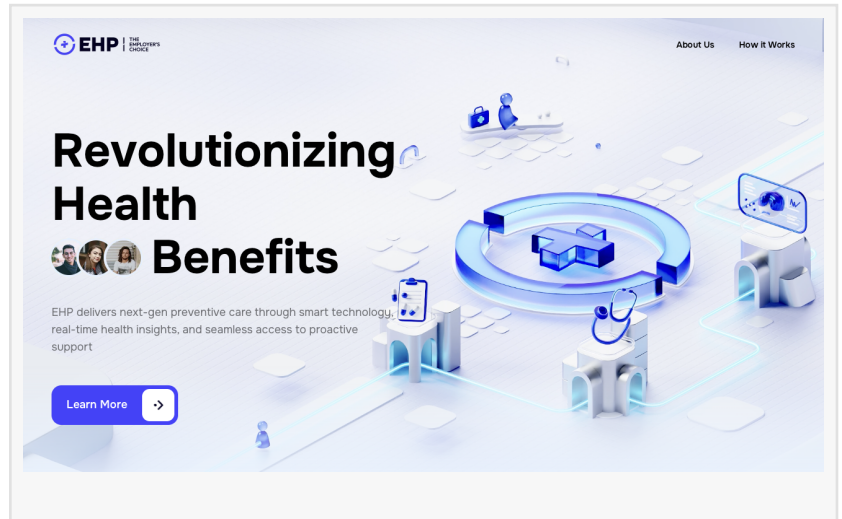 EHP | THE EMPLOYER'S CHOICE
About Us
How it Works
Revolutionizing
Health
Benefits
EHP delivers next-gen preventive care through smart technology,
real-time health insights, and seamless access to proactive
support
Learn More